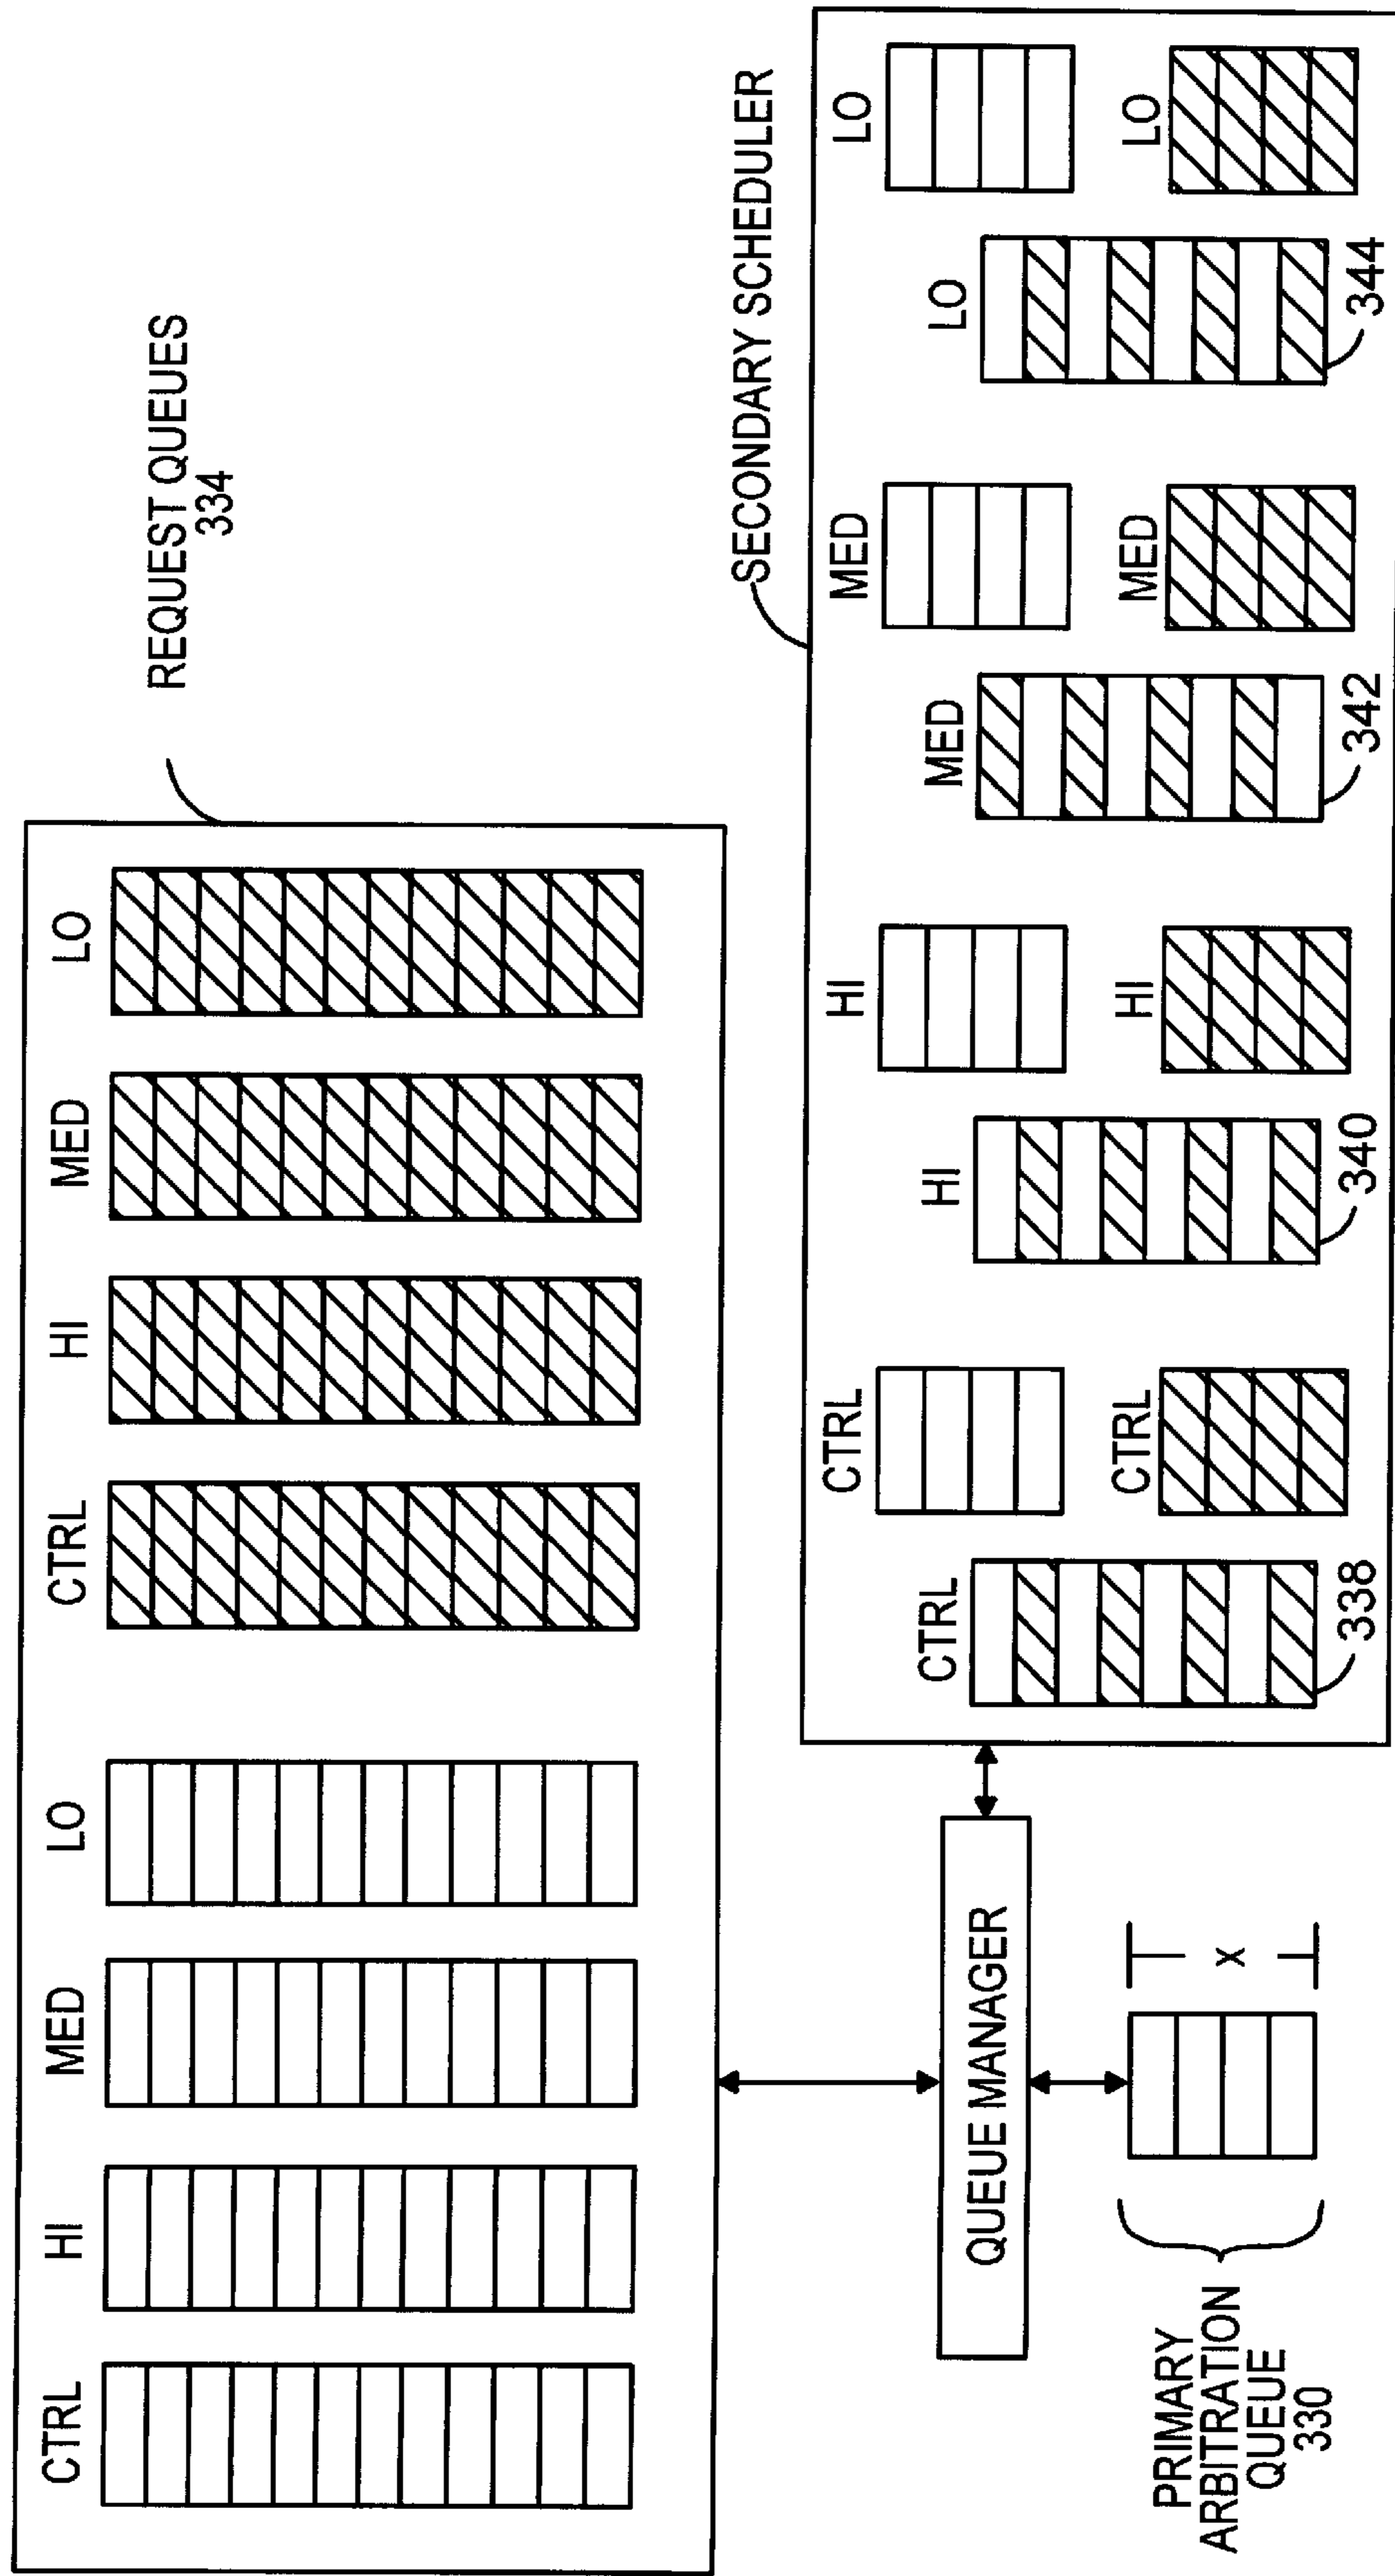 REQUEST QUEUES
334
CTRL
HI
MED
LO
CTRL
HI
MED
LO
SECONDARY SCHEDULER
CTRL
HI
MED
LO
CTRL
HI
MED
LO
CTRL
HI
MED
LO
338
340
342
344
QUEUE MANAGER
PRIMARY
ARBITRATION
QUEUE
330
X